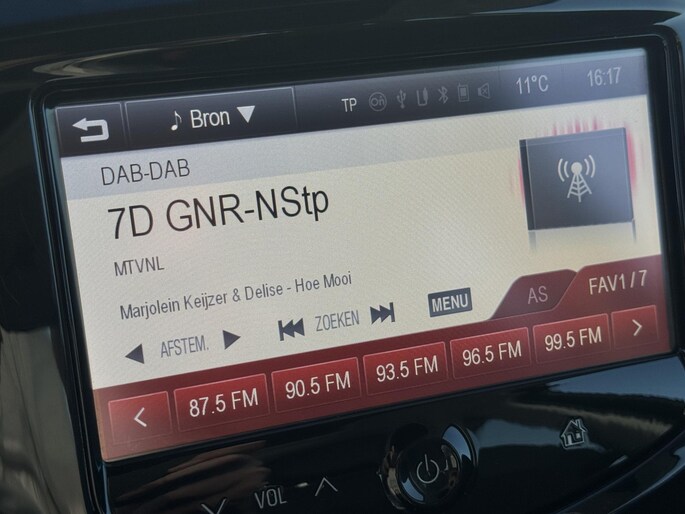 Bron TP 11°C 16:17
DAB-DAB
7D GNR-NStp
MTVNL
Marjolein Keijzer & Delise - Hoe Mooi
AFSTEM. ZOEKEN MENU AS FAV1 / 7
87.5 FM 90.5 FM 93.5 FM 96.5 FM 99.5 FM
VOL